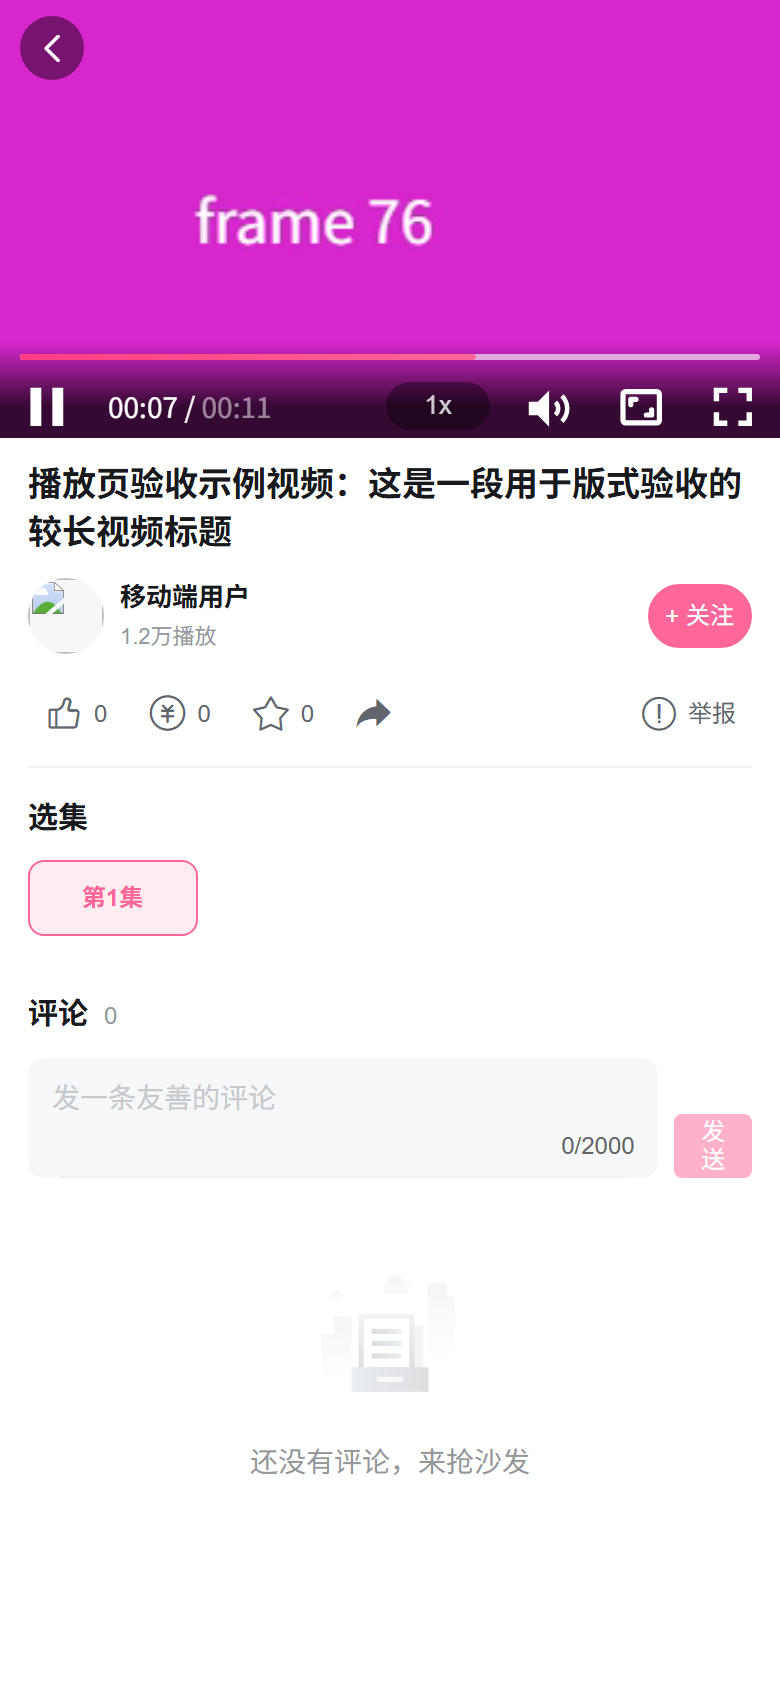 frame 76
00:07 / 00:11
1x
播放页验收示例视频：这是一段用于版式验收的
较长视频标题
移动端用户
1.2万播放
+ 关注
0
¥
0
0
举报
选集
第1集
评论 0
发一条友善的评论
0/2000
发
送
还没有评论，来抢沙发